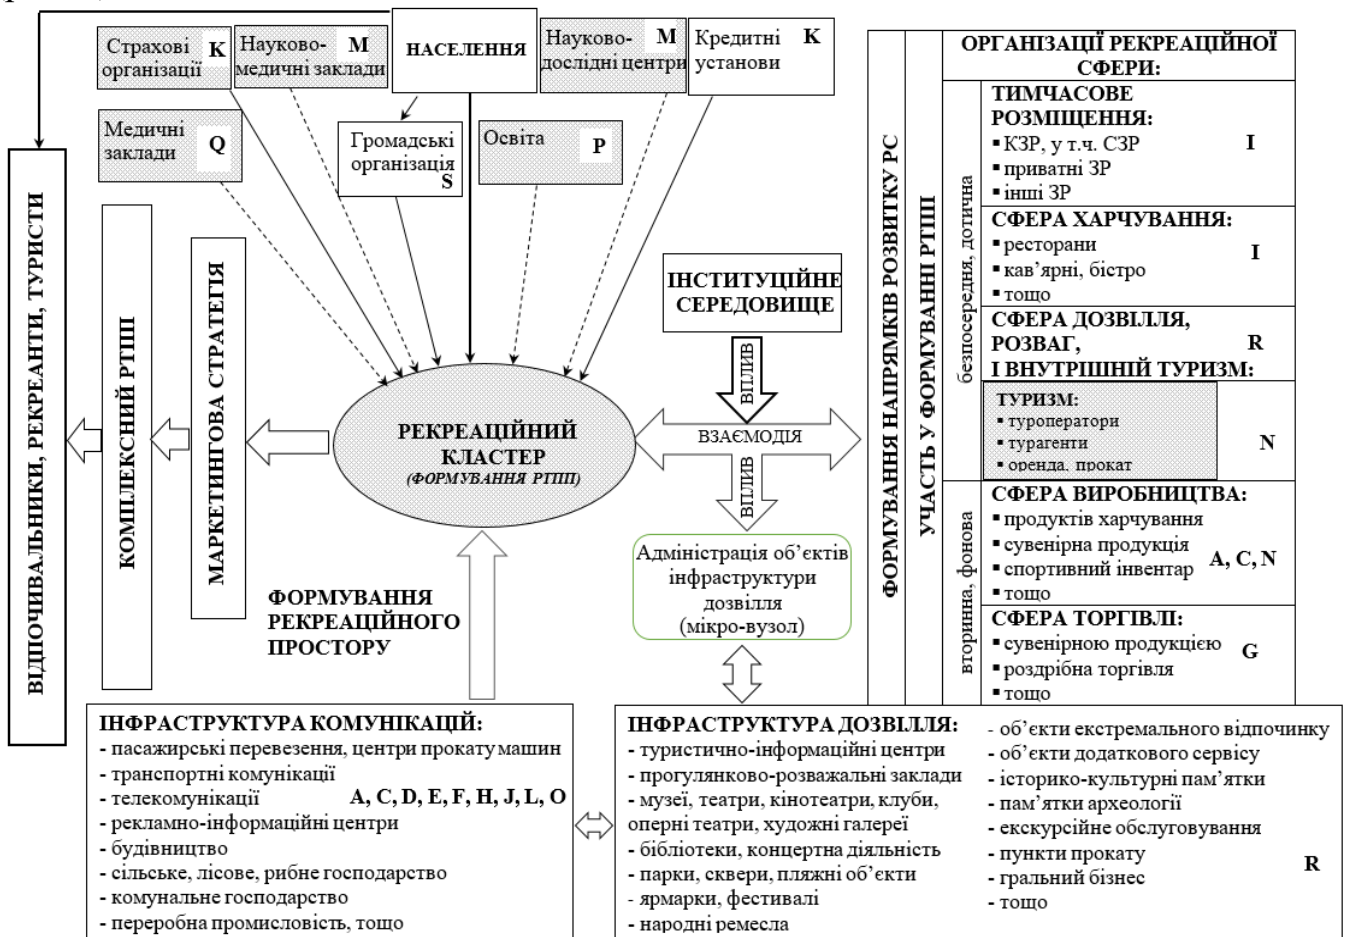 Страхові
організації
K
Науково-
медичні заклади
M
НАСЕЛЕННЯ
Науково-
дослідні центри
M
Кредитні
установи
K
Медичні
заклади
Q
Громадські
організація
S
Освіта
P
ВІДПОЧИВАЛЬНИКИ, РЕКРЕАНТИ, ТУРИСТИ
КОМПЛЕКСНИЙ РТПП
МАРКЕТИНГОВА СТРАТЕГІЯ
РЕКРЕАЦІЙНИЙ
КЛАСТЕР
(ФОРМУВАННЯ РТПП)
ІНСТИТУЦІЙНЕ
СЕРЕДОВИЩЕ
ВПЛИВ
ВЗАЄМОДІЯ
ВПЛИВ
Адміністрація об’єктів
інфраструктури
дозвілля
(мікро-вузол)
ФОРМУВАННЯ
РЕКРЕАЦІЙНОГО
ПРОСТОРУ
ФОРМУВАННЯ НАПРЯМКІВ РОЗВИТКУ РС
УЧАСТЬ У ФОРМУВАННІ РТПП
ОРГАНІЗАЦІЇ РЕКРЕАЦІЙНОЇ
СФЕРИ:
безпосередня, дотична
ТИМЧАСОВЕ
РОЗМІЩЕННЯ:
▪ КЗР, у т.ч. СЗР
▪ приватні ЗР
▪ інші ЗР
I
СФЕРА ХАРЧУВАННЯ:
▪ ресторани
▪ кав’ярні, бістро
▪ тощо
I
СФЕРА ДОЗВІЛЛЯ,
РОЗВАГ,
І ВНУТРІШНІЙ ТУРИЗМ:
R
ТУРИЗМ:
▪ туроператори
▪ турагенти
▪ оренда, прокат
N
вторинна, фонова
СФЕРА ВИРОБНИЦТВА:
▪ продуктів харчування
▪ сувенірна продукція
▪ спортивний інвентар
▪ тощо
A, C, N
СФЕРА ТОРГІВЛІ:
▪ сувенірною продукцією
▪ роздрібна торгівля
▪ тощо
G
ІНФРАСТРУКТУРА КОМУНІКАЦІЙ:
- пасажирські перевезення, центри прокату машин
- транспортні комунікації
- телекомунікації
A, C, D, E, F, H, J, L, O
- рекламно-інформаційні центри
- будівництво
- сільське, лісове, рибне господарство
- комунальне господарство
- переробна промисловість, тощо
ІНФРАСТРУКТУРА ДОЗВІЛЛЯ:
- туристично-інформаційні центри
- прогулянково-розважальні заклади
- музеї, театри, кінотеатри, клуби,
оперні театри, художні галереї
- бібліотеки, концертна діяльність
- парки, сквери, пляжні об’єкти
- ярмарки, фестивалі
- народні ремесла
- об’єкти екстремального відпочинку
- об’єкти додаткового сервісу
- історико-культурні пам’ятки
- пам’ятки археології
- екскурсійне обслуговування
- пункти прокату
- гральний бізнес
- тощо
R